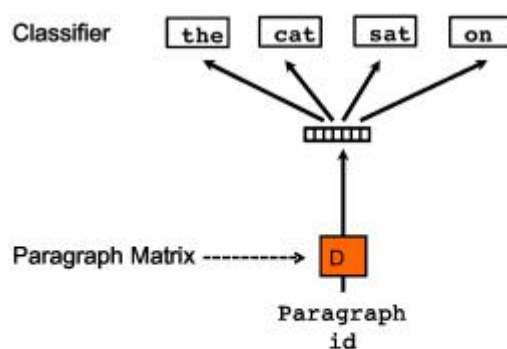 Classifier
the cat sat on
Paragraph Matrix
D
Paragraph
id